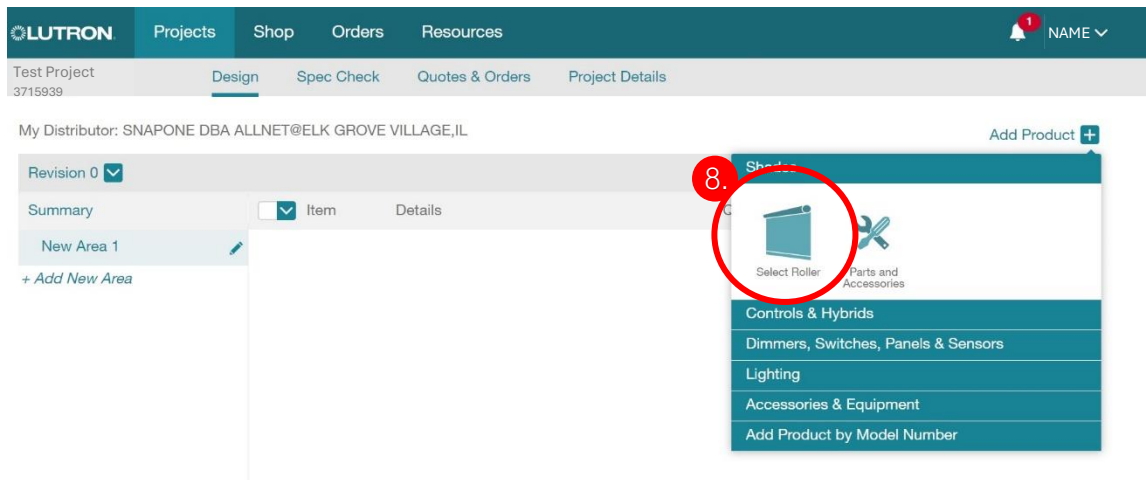 LUTRON. Projects Shop Orders Resources 1 NAME
Test Project
3715939
Design Spec Check Quotes & Orders Project Details
My Distributor: SNAPONE DBA ALLNET@ELK GROVE VILLAGE,IL
Add Product +
Revision 0
8.
Shades
Summary
Item Details
New Area 1
+ Add New Area
Select Roller
Parts and
Accessories
Controls & Hybrids
Dimmers, Switches, Panels & Sensors
Lighting
Accessories & Equipment
Add Product by Model Number